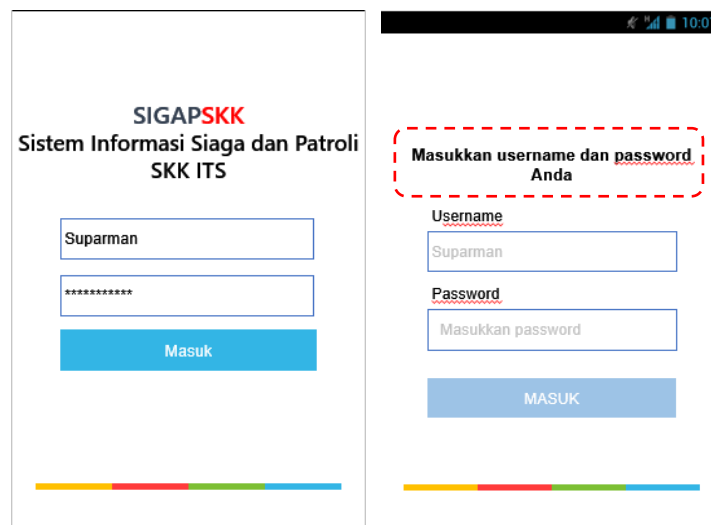 SIGAPSKK
Sistem Informasi Siaga dan Patroli
SKK ITS
Suparman
***********
Masuk
10:07
Masukkan username dan password
Anda
Username
Suparman
Password
Masukkan password
MASUK